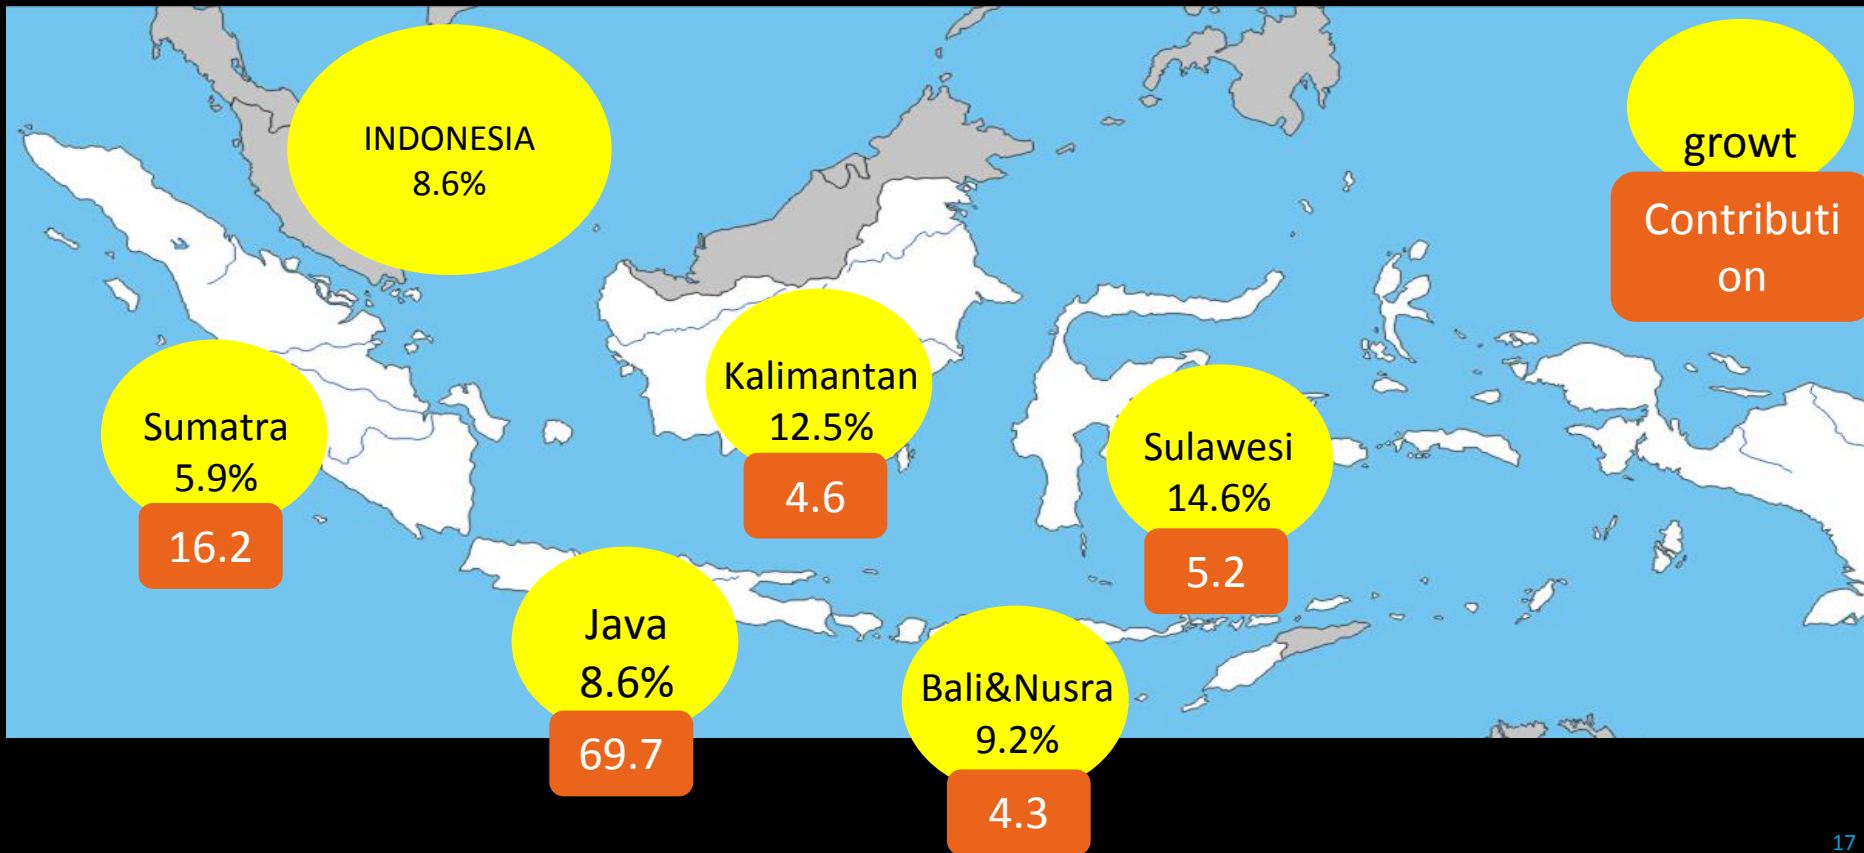 INDONESIA
8.6%
growt
Contributi
on
Kalimantan
12.5%
4.6
Sumatra
5.9%
16.2
Sulawesi
14.6%
5.2
Java
8.6%
69.7
Bali&Nusra
9.2%
4.3
17